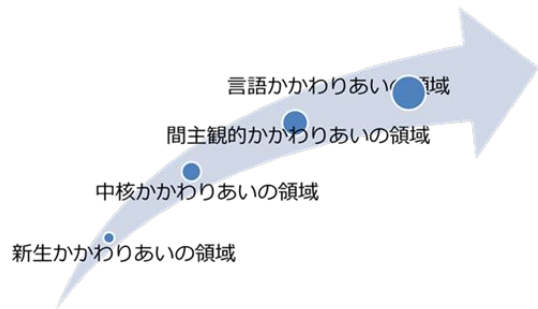 言語かかわりあいの領域
間主観的かかわりあいの領域
中核かかわりあいの領域
新生かかわりあいの領域